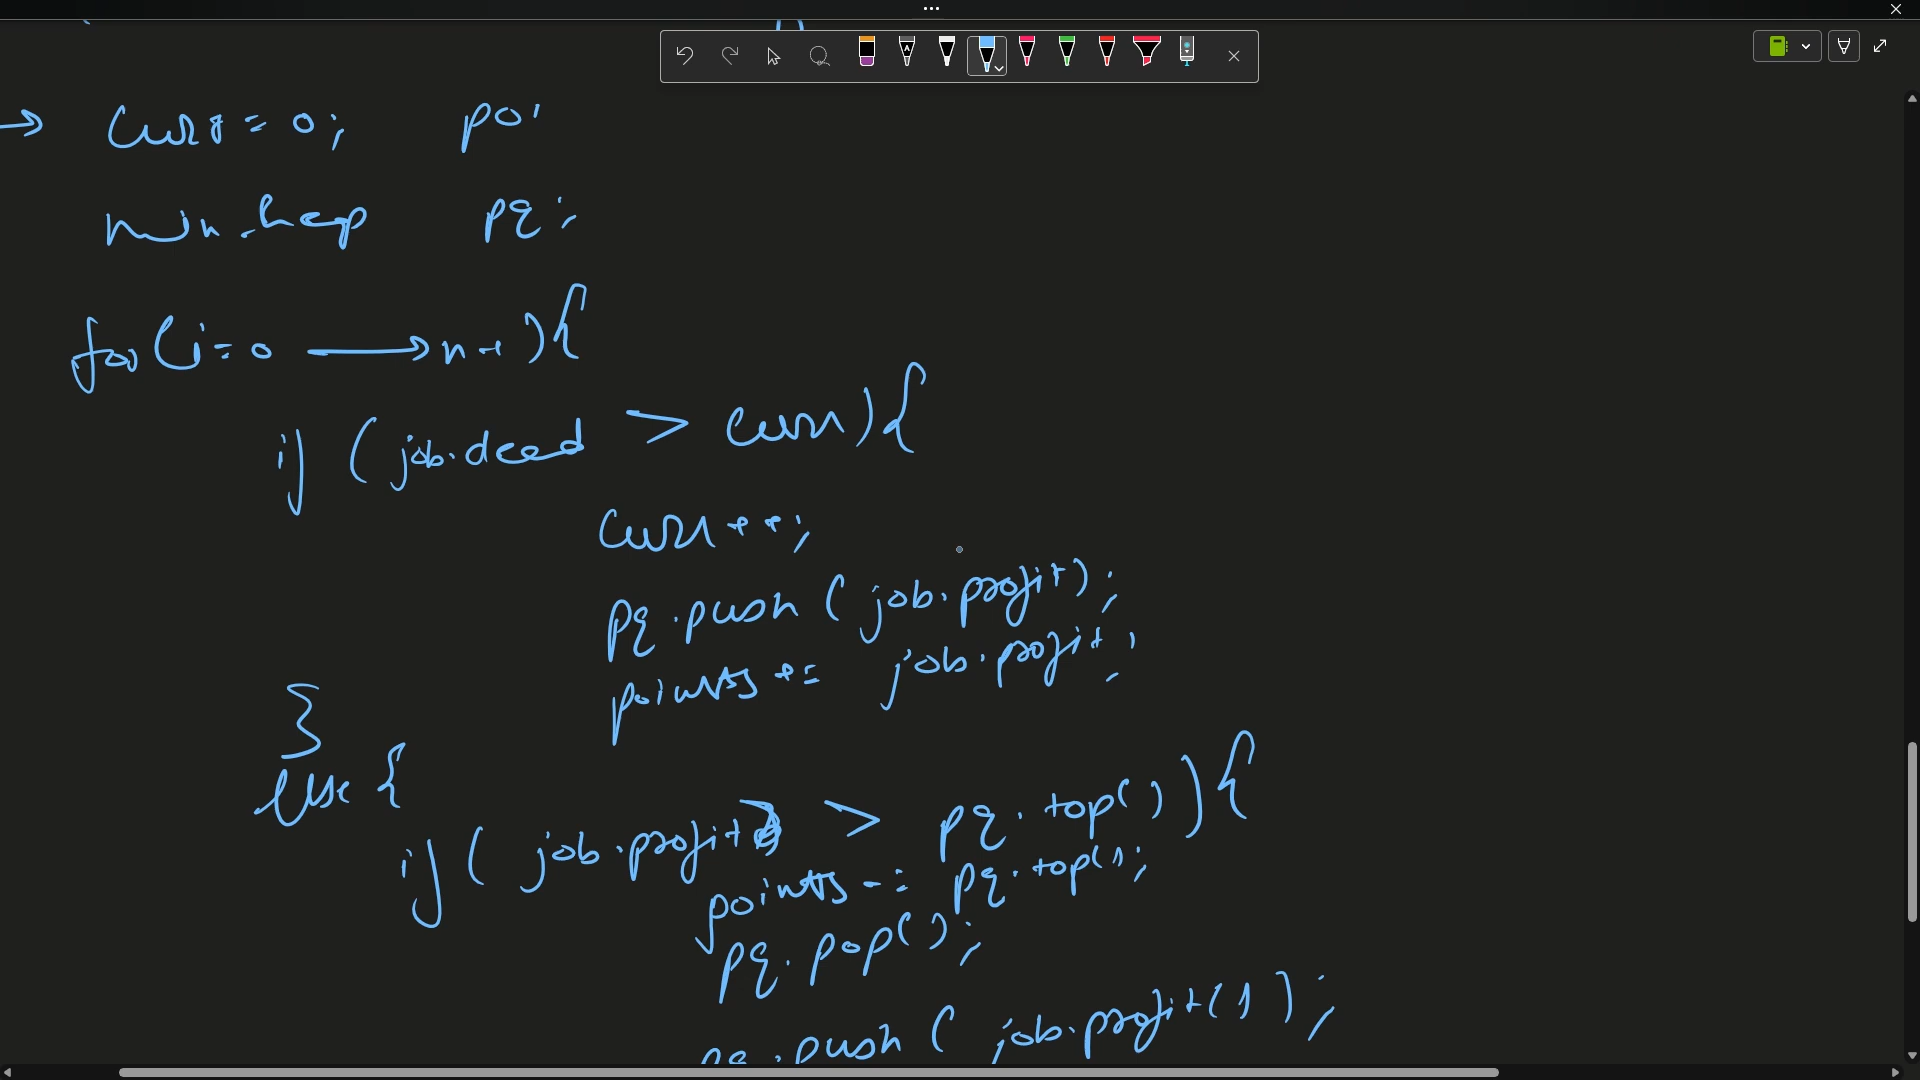 → curr = 0; poi
min_heap pq;
for(i=0 → n-1){
if (job.dead > curr){
curr++;
pq.push(job.profit);
points += job.profit;
}
else {
if( job.profit > pq.top()){
points -= pq.top();
pq.pop();
pq.push( job.profit());